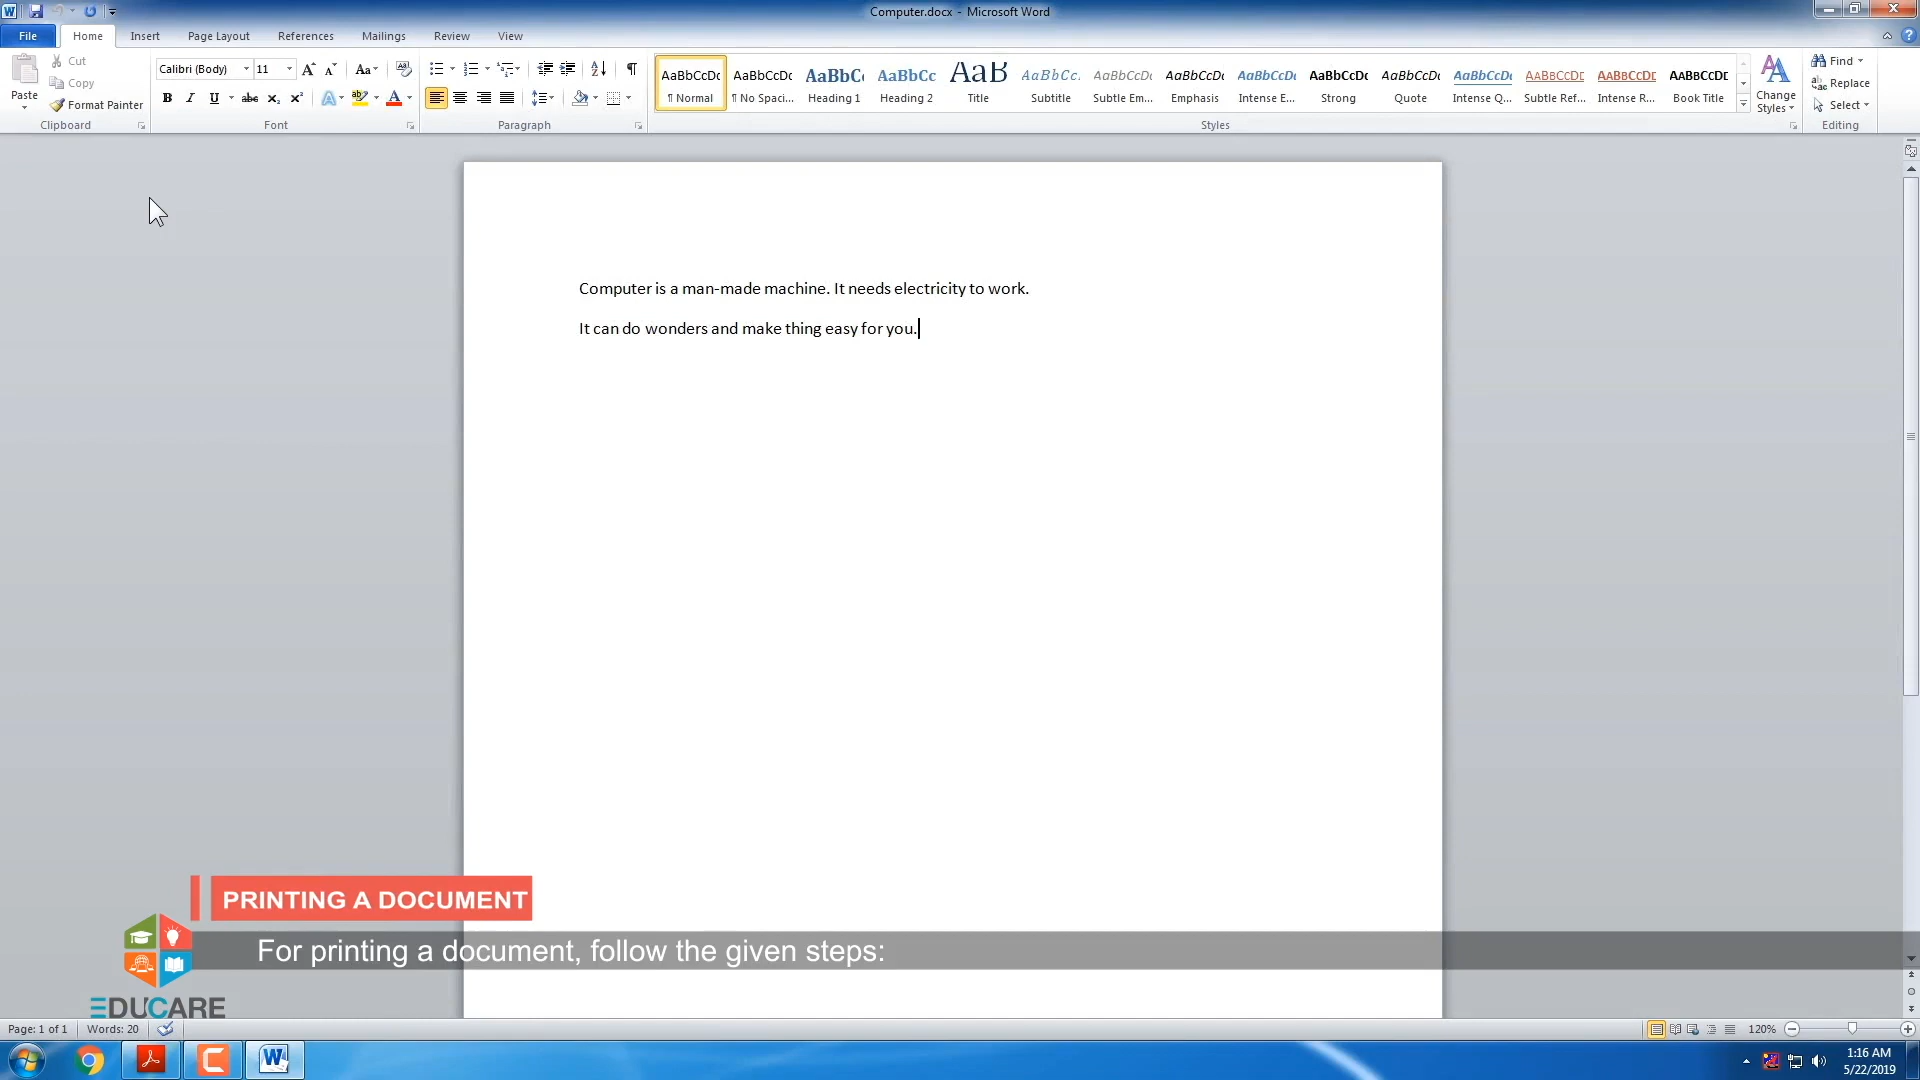 Computer.docx - Microsoft Word
File Home Insert Page Layout References Mailings Review View
Paste
Cut
Copy
Format Painter
Clipboard
Calibri (Body) 11
Font
Paragraph
AaBbCcDc AaBbCcDc AaBbC AaBbCc AaB AaBbCc. AaBbCcDc AaBbCcDc AaBbCcDc AaBbCcDc AaBbCcDc AaBbCcDc AABBCCDE AABBCCDE AABBCCDE
¶ Normal ¶ No Spaci... Heading 1 Heading 2 Title Subtitle Subtle Em... Emphasis Intense E... Strong Quote Intense Q... Subtle Ref... Intense R... Book Title
Styles
Change
Styles
Find
Replace
Select
Editing
Computer is a man-made machine. It needs electricity to work.
It can do wonders and make thing easy for you.
PRINTING A DOCUMENT
For printing a document, follow the given steps:
EDUCARE
Page: 1 of 1 Words: 20
120%
1:16 AM
5/22/2019